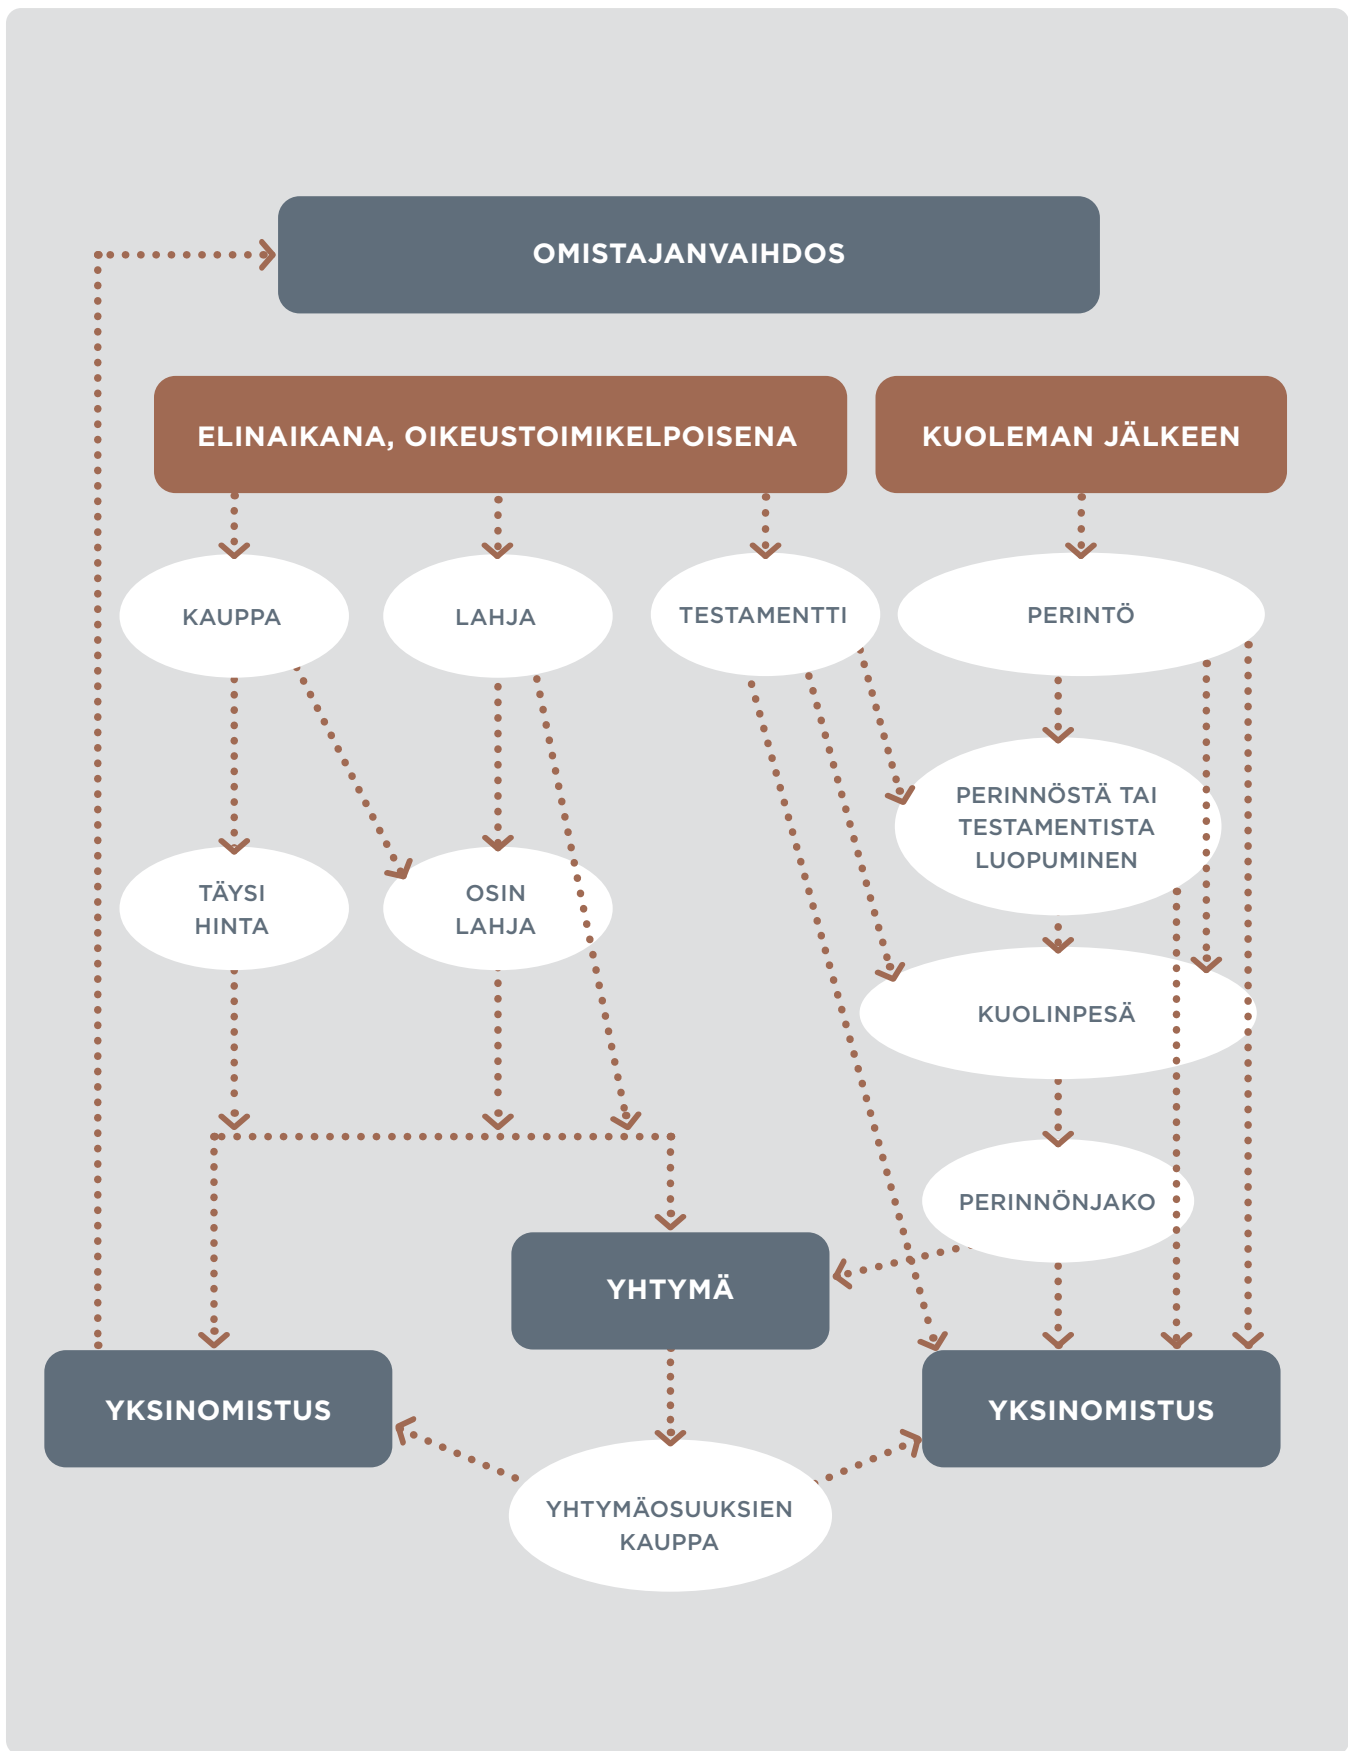 OMISTAJANVAIHDOS
ELINAIKANA, OIKEUSTOIMIKELPOISENA
KUOLEMAN JÄLKEEN
KAUPPA
LAHJA
TESTAMENTTI
PERINTÖ
PERINNÖSTÄ TAI
TESTAMENTISTA
LUOPUMINEN
TÄYSI
HINTA
OSIN
LAHJA
KUOLINPESÄ
PERINNÖNJAKO
YHTYMÄ
YKSINOMISTUS
YKSINOMISTUS
YHTYMÄOSUUKSIEN
KAUPPA